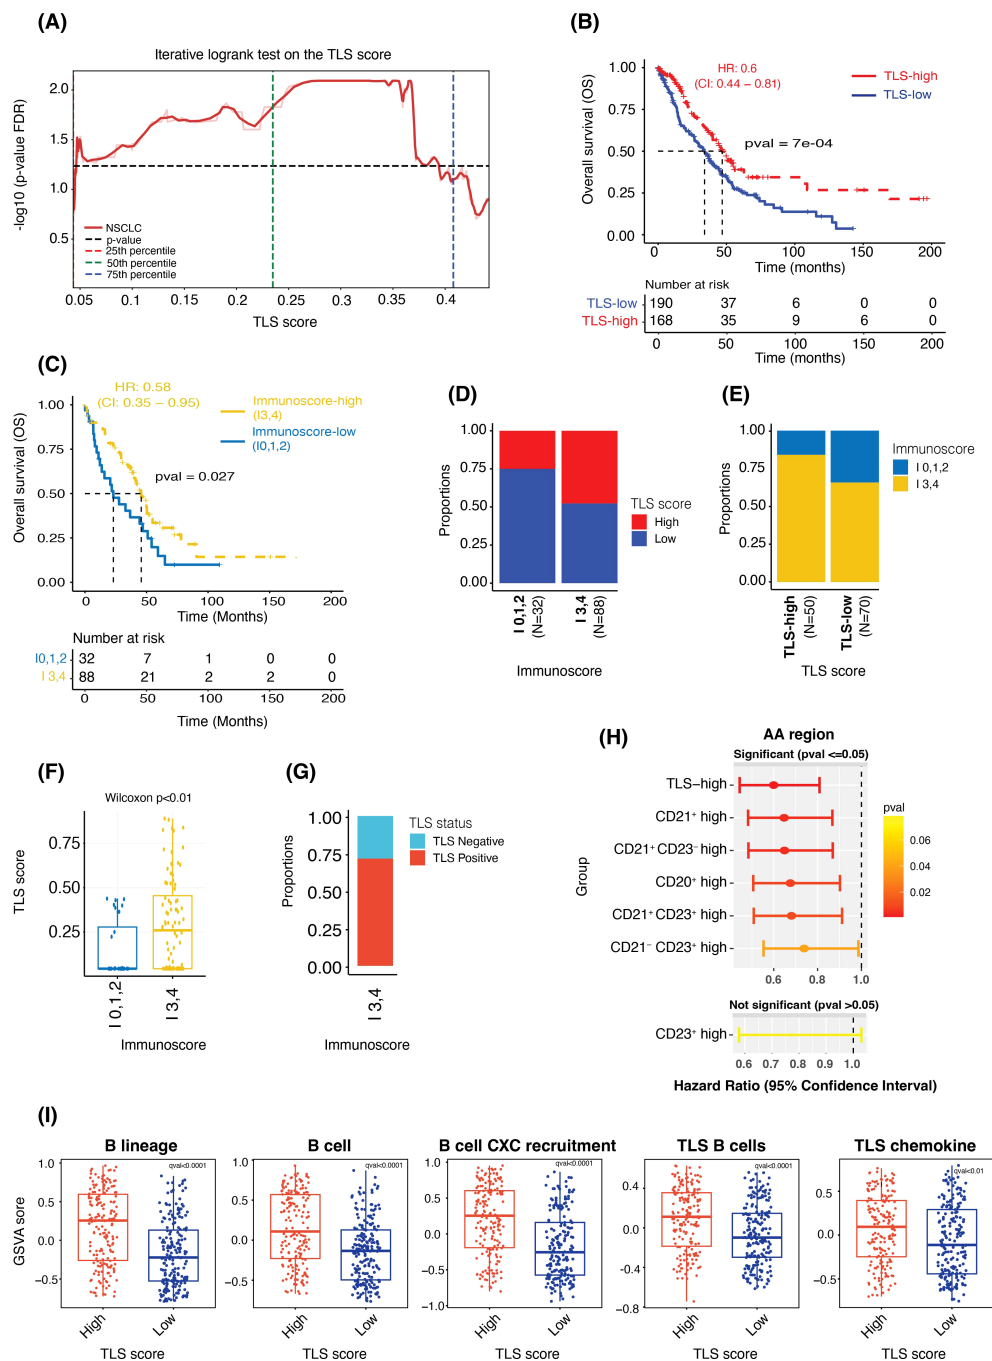 (A)
Iterative logrank test on the TLS score
-log10 (p-value FDR)
2.0
1.5
1.0
0.5
NSCLC
p-value
25th percentile
50th percentile
75th percentile
0.05
0.1
0.15
0.2
0.25
0.3
0.35
0.4
TLS score
(B)
HR: 0.6
(CI: 0.44 – 0.81)
TLS-high
TLS-low
pval = 7e-04
Overall survival (OS)
1.00
0.75
0.50
0.25
0.00
0
50
100
150
200
Time (months)
Number at risk
TLS-low 190 37 6 0 0
TLS-high 168 35 9 6 0
0 50 100 150 200
Time (months)
(C)
HR: 0.58
(CI: 0.35 – 0.95)
Immunoscore-high
(I3,4)
Immunoscore-low
(I0,1,2)
pval = 0.027
Overall survival (OS)
1.00
0.75
0.50
0.25
0.00
0 50 100 150 200
Time (Months)
Number at risk
I0,1,2 32 7 1 0 0
I 3,4 88 21 2 2 0
0 50 100 150 200
Time (Months)
(D)
Proportions
1.00
0.75
0.50
0.25
0.00
I 0,1,2
(N=32)
I 3,4
(N=88)
Immunoscore
TLS score
High
Low
(E)
Proportions
1.00
0.75
0.50
0.25
0.00
TLS-high
(N=50)
TLS-low
(N=70)
TLS score
Immunoscore
I 0,1,2
I 3,4
(F)
Wilcoxon p<0.01
TLS score
0.75
0.50
0.25
I 0,1,2
I 3,4
Immunoscore
(G)
Proportions
1.00
0.75
0.50
0.25
0.00
I 3,4
Immunoscore
TLS status
TLS Negative
TLS Positive
(H)
AA region
Significant (pval <=0.05)
Group
TLS–high
CD21⁺ high
CD21⁺ CD23⁻ high
CD20⁺ high
CD21⁺ CD23⁺ high
CD21⁻ CD23⁺ high
0.6 0.8 1.0
pval
0.06
0.04
0.02
Not significant (pval >0.05)
CD23⁺ high
0.6 0.7 0.8 0.9 1.0
Hazard Ratio (95% Confidence Interval)
(I)
GSVA score
B lineage
qval<0.0001
1.0
0.5
0.0
−0.5
High Low
TLS score
B cell
qval<0.0001
1.0
0.5
0.0
−0.5
High Low
TLS score
B cell CXC recruitment
qval<0.0001
1.0
0.5
0.0
−0.5
−1.0
High Low
TLS score
TLS B cells
qval<0.0001
0.4
0.0
−0.4
−0.8
High Low
TLS score
TLS chemokine
qval<0.01
0.5
0.0
−0.5
High Low
TLS score